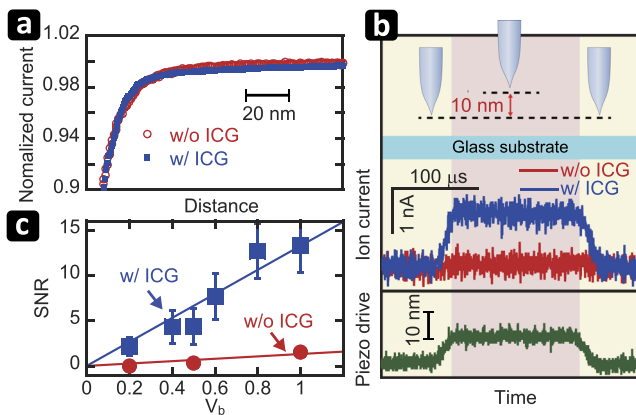 a
Nomalized current
1.02
0.98
0.94
0.9
20 nm
w/o ICG
w/ ICG
Distance
b
10 nm
Glass substrate
100 μs
w/o ICG
w/ ICG
1 nA
Ion current
10 nm
Piezo drive
Time
c
SNR
15
10
5
0
w/ ICG
w/o ICG
0 0.2 0.4 0.6 0.8 1
Vb